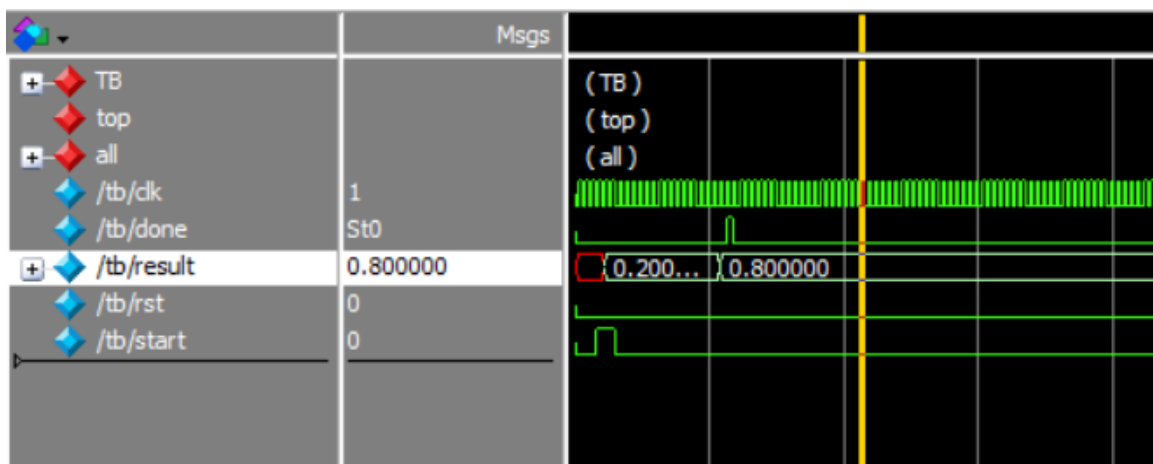 Msgs
TB (TB)
top (top)
all (all)
/tb/clk 1
/tb/done St0
/tb/result 0.800000 0.200... 0.800000
/tb/rst 0
/tb/start 0